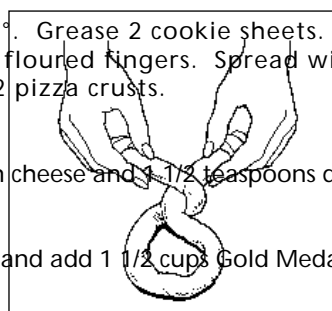 °. Grease 2 cookie sheets.
floured fingers. Spread wi
2 pizza crusts.
n cheese and 1 1/2 teaspoons
and add 1 1/2 cups Gold Meda